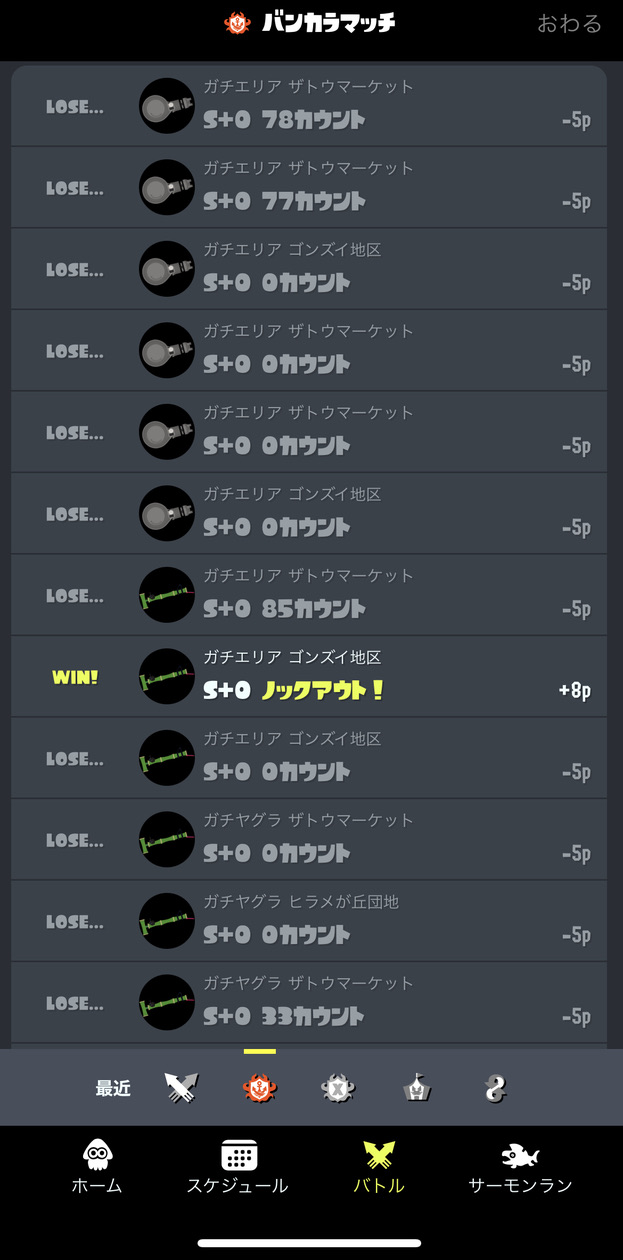 バンカラマッチ
おわる
LOSE...
ガチエリア ザトウマーケット
S+0 78カウント
-5p
LOSE...
ガチエリア ザトウマーケット
S+0 77カウント
-5p
LOSE...
ガチエリア ゴンズイ地区
S+0 0カウント
-5p
LOSE...
ガチエリア ザトウマーケット
S+0 0カウント
-5p
LOSE...
ガチエリア ザトウマーケット
S+0 0カウント
-5p
LOSE...
ガチエリア ゴンズイ地区
S+0 0カウント
-5p
LOSE...
ガチエリア ザトウマーケット
S+0 85カウント
-5p
WIN!
ガチエリア ゴンズイ地区
S+0 ノックアウト!
+8p
LOSE...
ガチエリア ゴンズイ地区
S+0 0カウント
-5p
LOSE...
ガチヤグラ ザトウマーケット
S+0 0カウント
-5p
LOSE...
ガチヤグラ ヒラメが丘団地
S+0 0カウント
-5p
LOSE...
ガチヤグラ ザトウマーケット
S+0 33カウント
-5p
最近
ホーム
スケジュール
バトル
サーモンラン